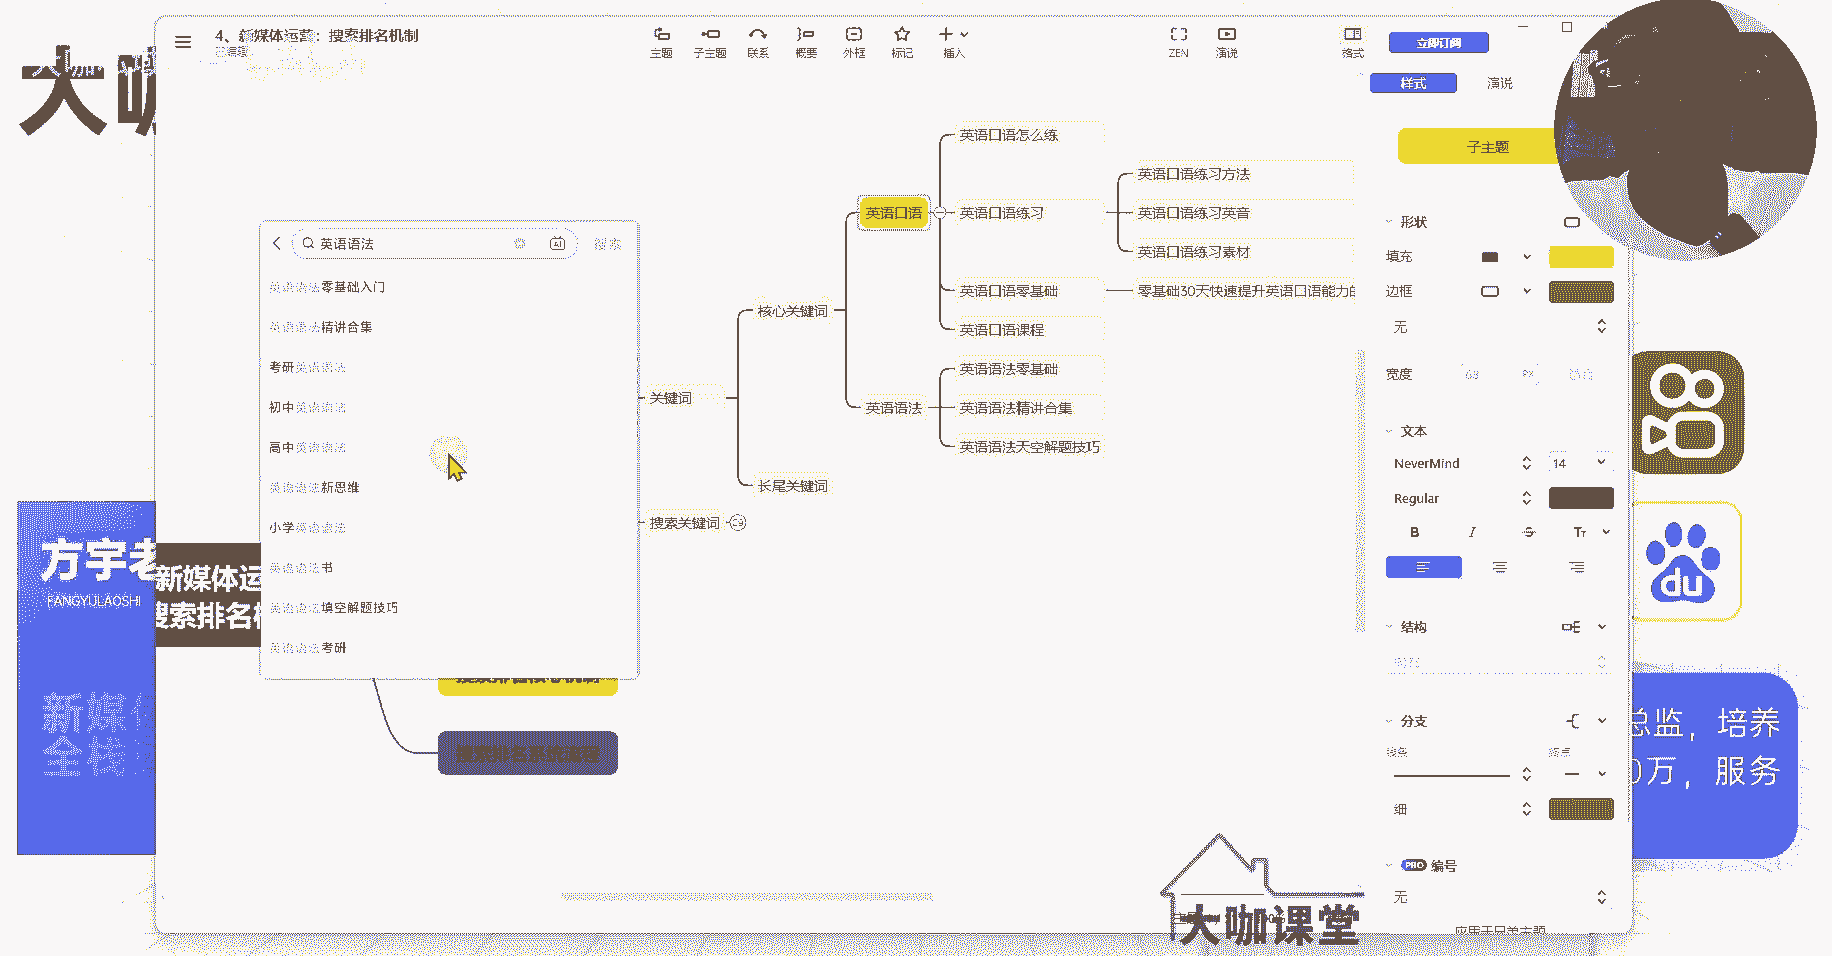 大咖
4、新媒体运营：搜索排名机制
已编辑
主题
子主题
联系
概要
外框
标记
插入
ZEN
演说
格式
立即订阅
样式
演说
子主题
形状
填充
边框
无
宽度
68
文本
NeverMind
14
Regular
B
I
S
TT
结构
分支
线条
细
PRO 编号
无
英语语法
AI
搜索
英语语法零基础入门
英语语法精讲合集
考研英语语法
初中英语语法
高中英语语法
英语语法新思维
小学英语语法
英语语法书
英语语法填空解题技巧
英语语法考研
关键词
核心关键词
英语口语
英语口语怎么练
英语口语练习
英语口语练习方法
英语口语练习英音
英语口语练习素材
英语口语零基础
零基础30天快速提升英语口语能力的
英语口语课程
英语语法
英语语法零基础
英语语法精讲合集
英语语法天空解题技巧
长尾关键词
搜索关键词
方宇老
FANGYULAOSHI
新媒体运
搜索排名机
新媒体
全栈
du
总监，培养
0万，服务
大咖课堂